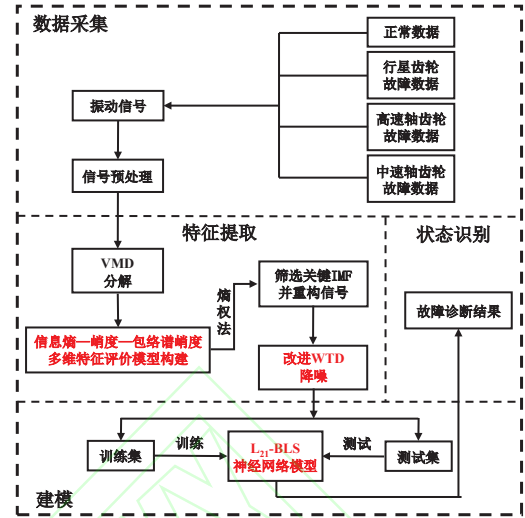 数据采集
正常数据
行星齿轮
故障数据
振动信号
高速轴齿轮
故障数据
信号预处理
中速轴齿轮
故障数据
特征提取
状态识别
VMD
分解
熵权法
筛选关键IMF
并重构信号
故障诊断结果
信息熵—峭度—包络谱峭度
多维特征评价模型构建
改进WTD
降噪
训练集
训练
L₂₁-BLS
神经网络模型
测试
测试集
建模